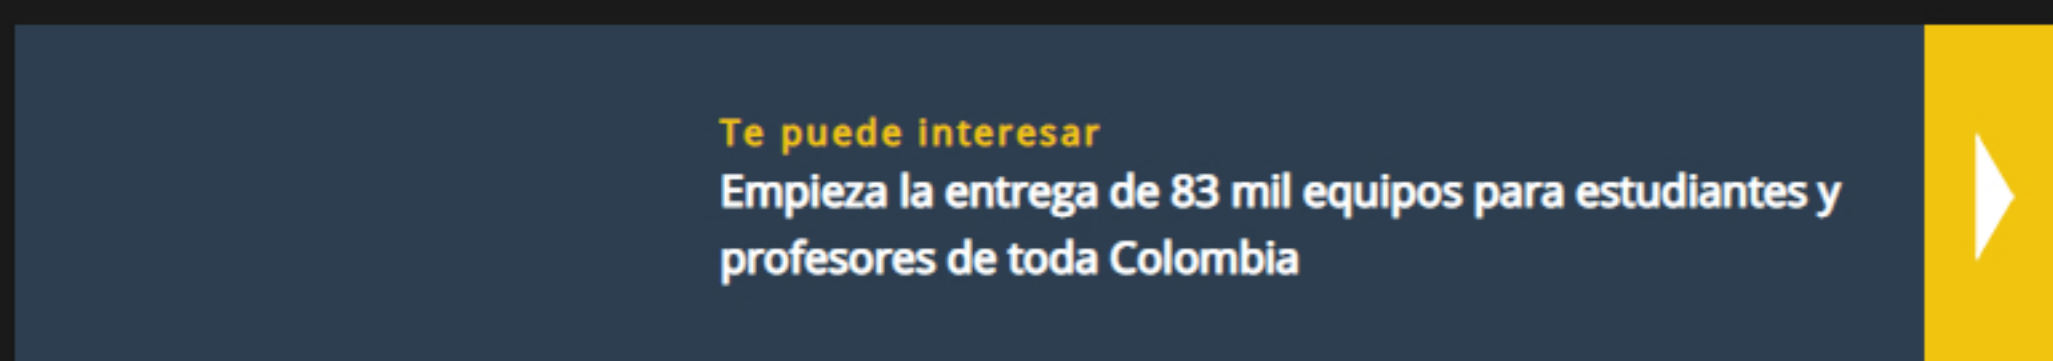 Te puede interesar
Empieza la entrega de 83 mil equipos para estudiantes y
profesores de toda Colombia